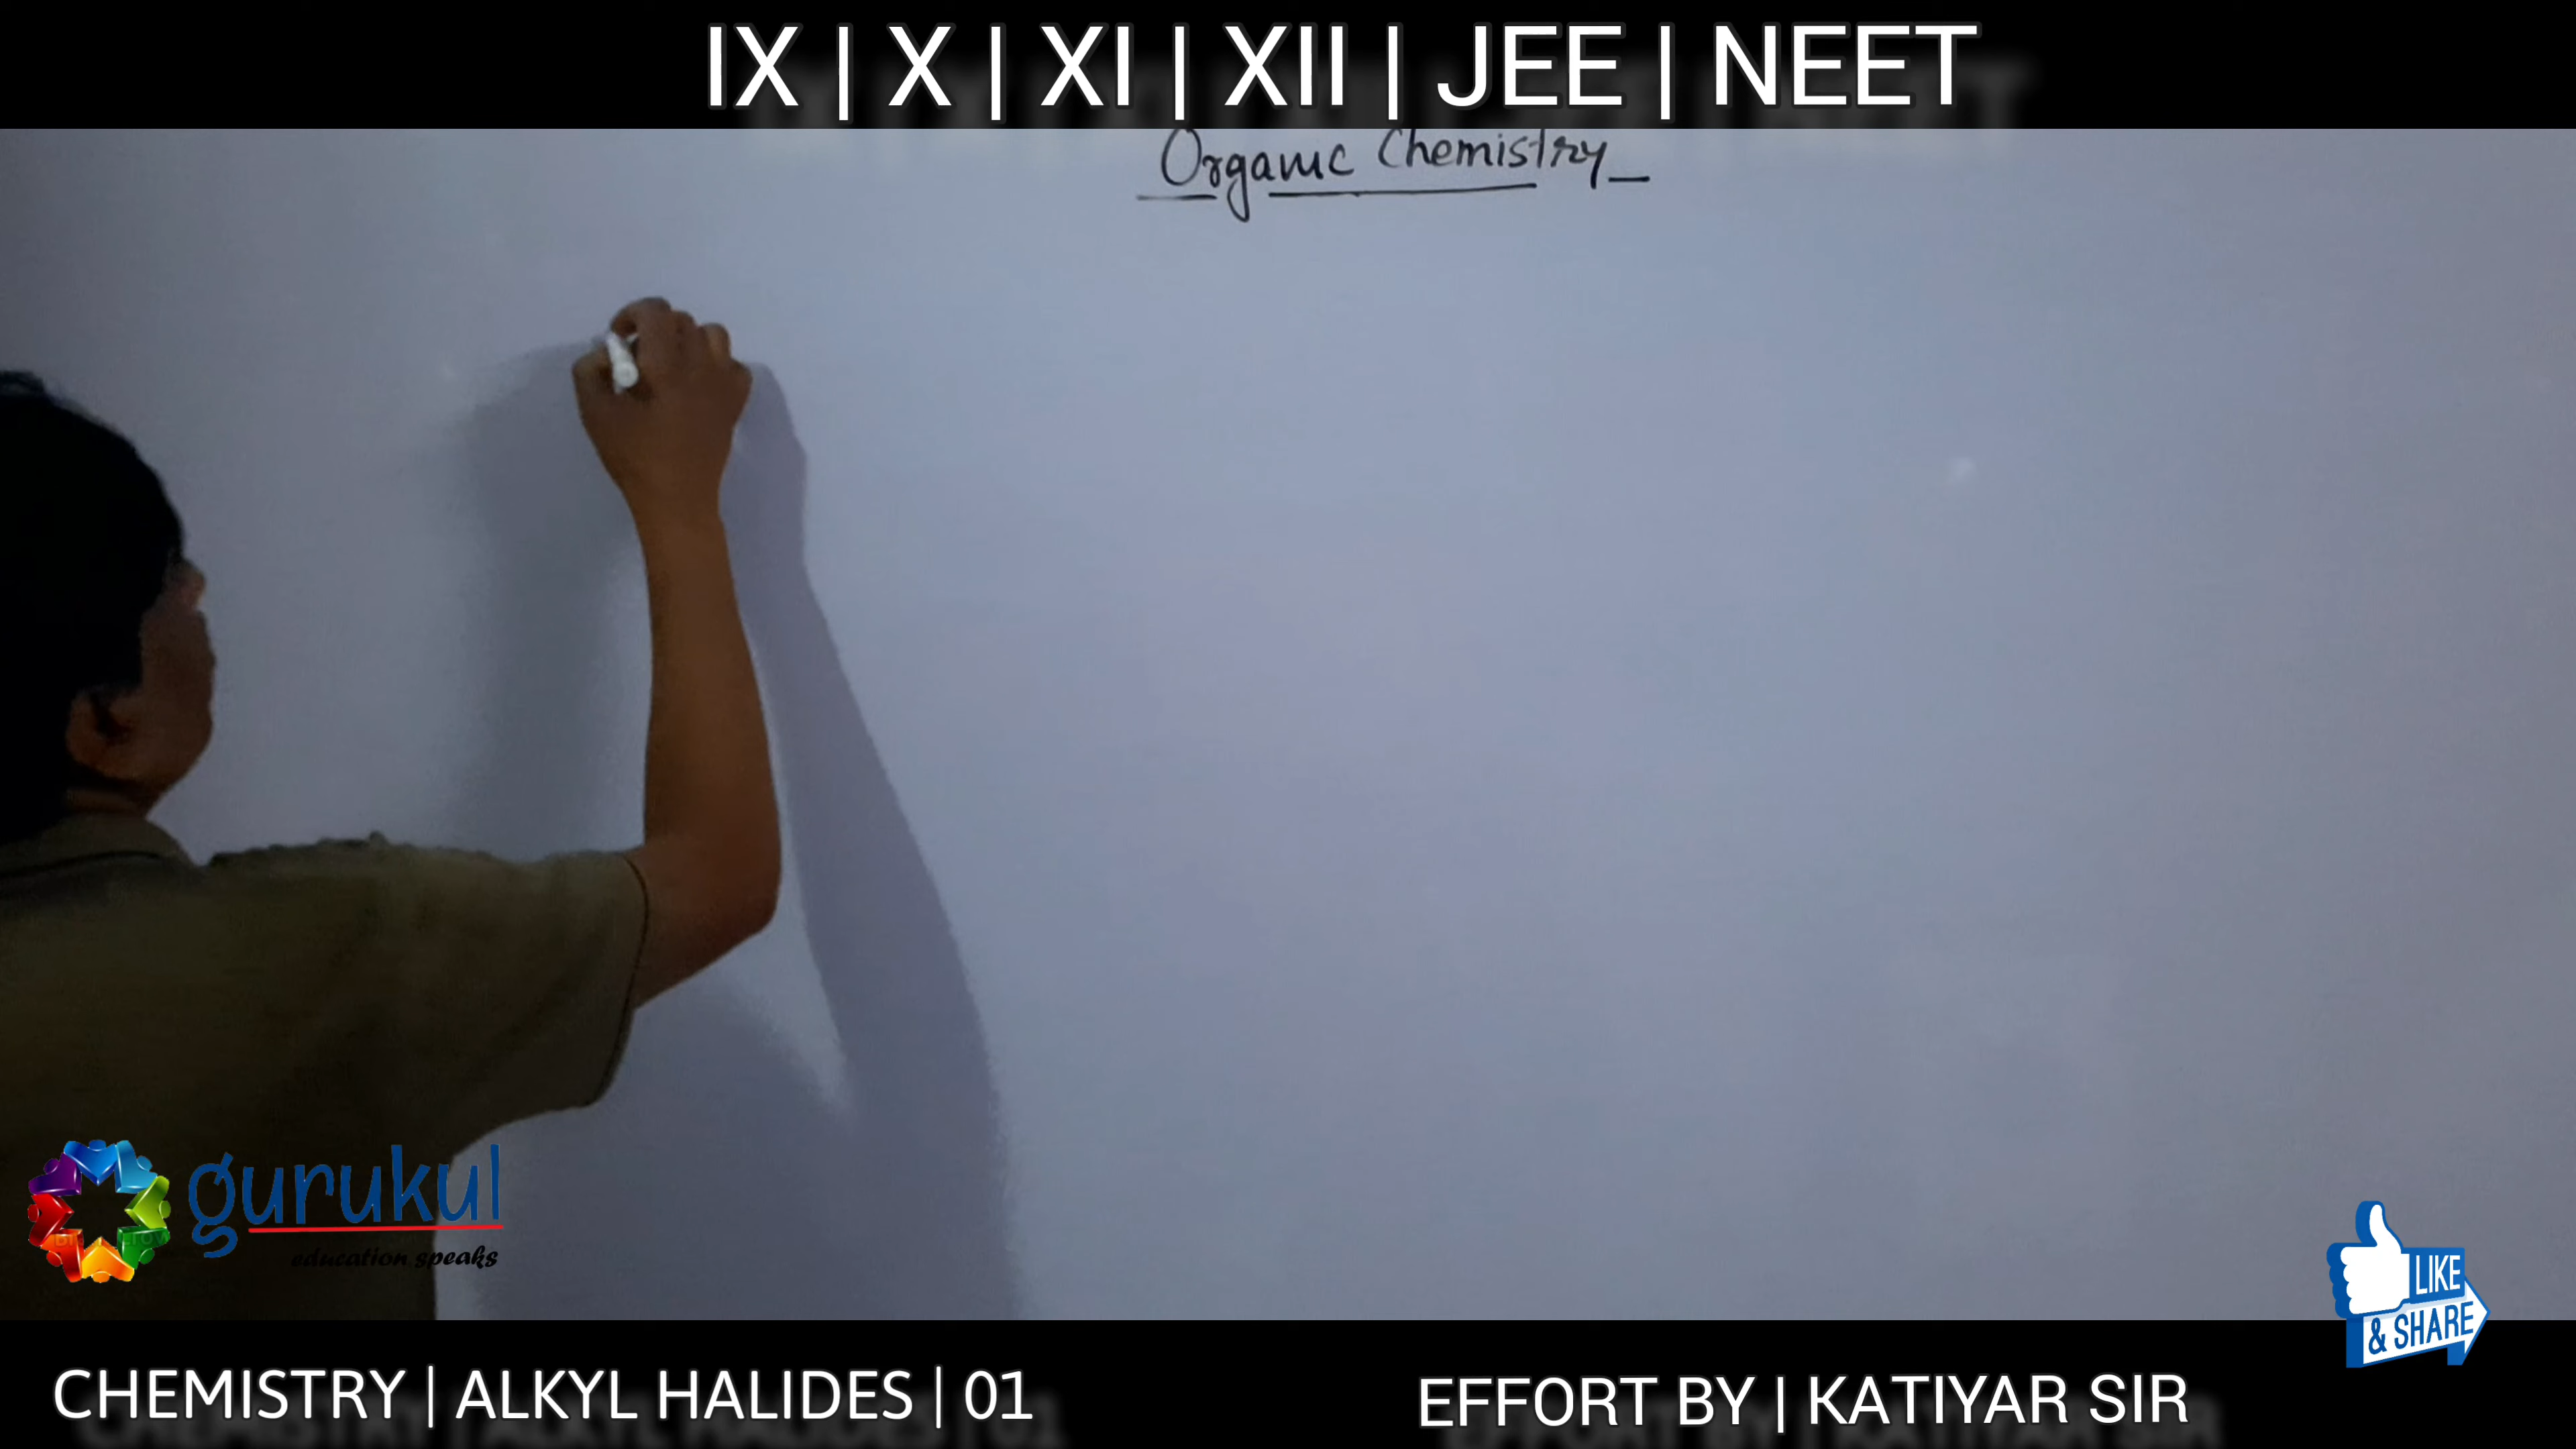 IX | X | XI | XII | JEE | NEET
Organic Chemistry
gurukul
education speaks
LIKE
& SHARE
CHEMISTRY | ALKYL HALIDES | 01
EFFORT BY | KATIYAR SIR